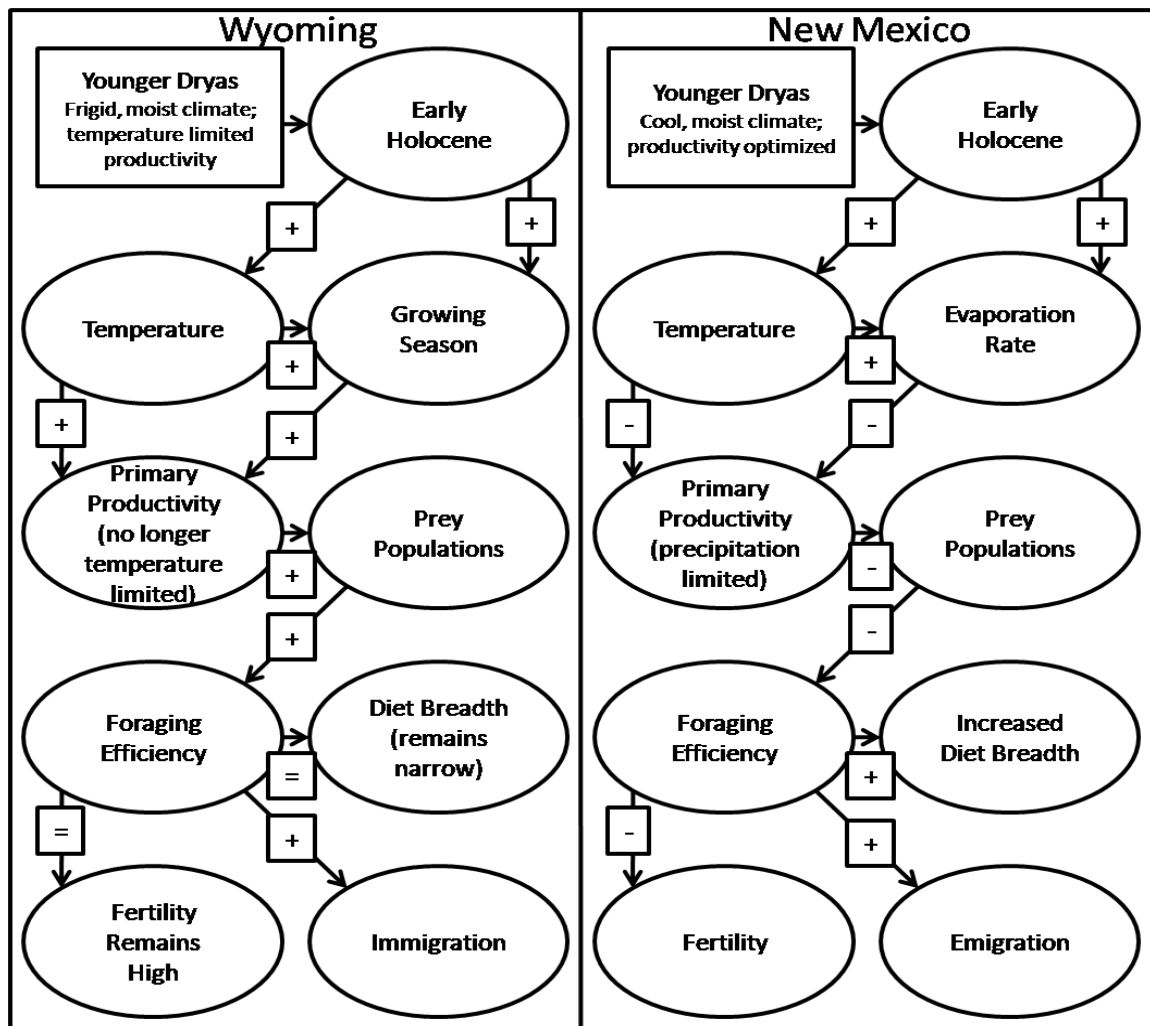 Wyoming
Younger Dryas
Frigid, moist climate;
temperature limited
productivity
Early
Holocene
+
+
Temperature
+
Growing
Season
+
+
Primary
Productivity
(no longer
temperature
limited)
+
Prey
Populations
+
Foraging
Efficiency
=
Diet Breadth
(remains
narrow)
=
+
Fertility
Remains
High
Immigration
New Mexico
Younger Dryas
Cool, moist climate;
productivity optimized
Early
Holocene
+
+
Temperature
+
Evaporation
Rate
-
-
Primary
Productivity
(precipitation
limited)
-
Prey
Populations
-
Foraging
Efficiency
+
Increased
Diet Breadth
-
+
Fertility
Emigration